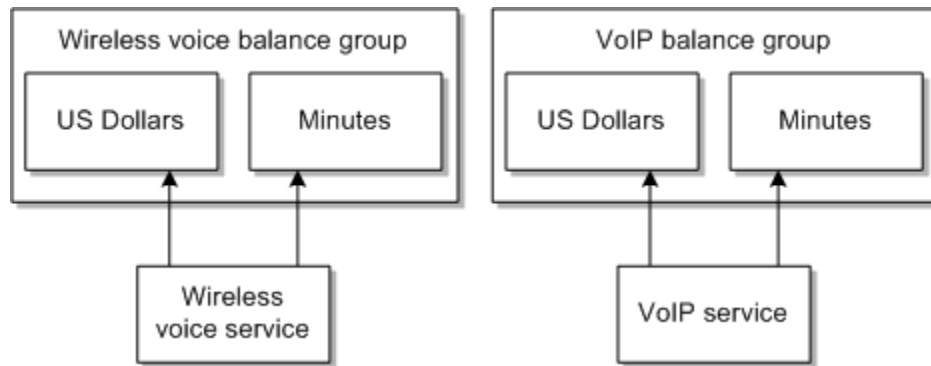 Wireless voice balance group
US Dollars
Minutes
Wireless
voice service
VoIP balance group
US Dollars
Minutes
VoIP service